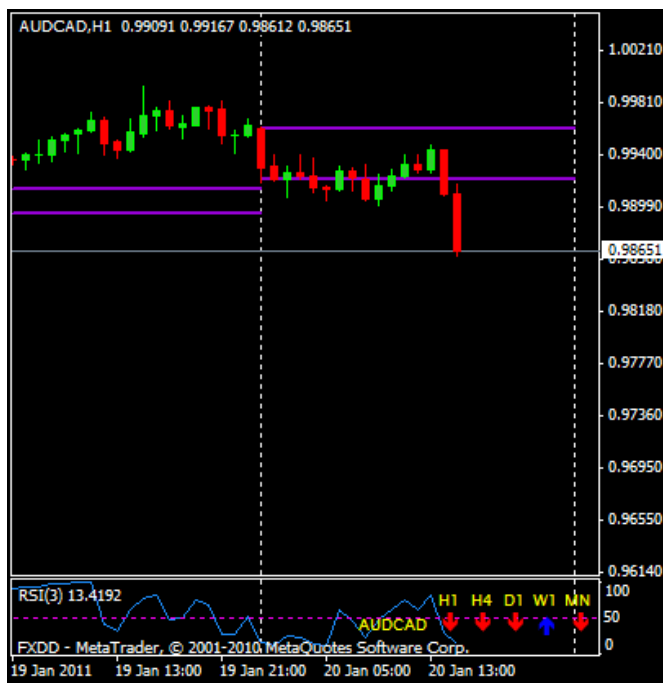 AUDCAD,H1 0.99091 0.99167 0.98612 0.98651
1.00210
0.99810
0.99400
0.98990
0.98651
0.98180
0.97770
0.97360
0.96950
0.96550
0.96140
RSI(3) 13.4192
100
H1 H4 D1 W1 MN
50
AUDCAD
0
FXDD - MetaTrader, © 2001-2010 MetaQuotes Software Corp.
19 Jan 2011 19 Jan 13:00 19 Jan 21:00 20 Jan 05:00 20 Jan 13:00